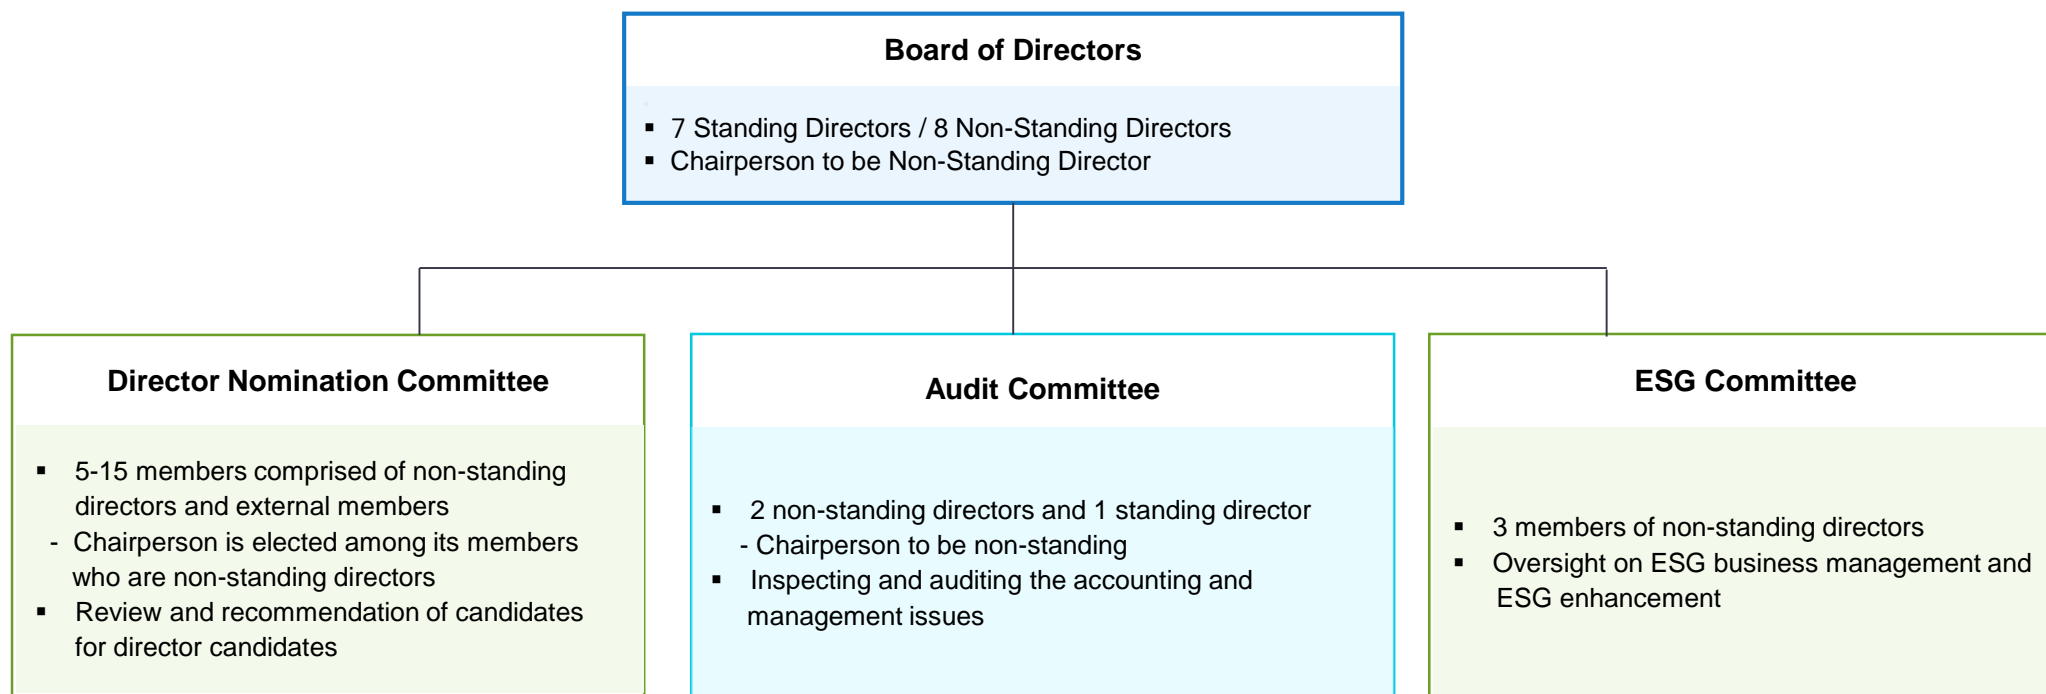 Board of Directors
▪ 7 Standing Directors / 8 Non-Standing Directors
▪ Chairperson to be Non-Standing Director
Director Nomination Committee
▪ 5-15 members comprised of non-standing
directors and external members
- Chairperson is elected among its members
who are non-standing directors
▪ Review and recommendation of candidates
for director candidates
Audit Committee
▪ 2 non-standing directors and 1 standing director
- Chairperson to be non-standing
▪ Inspecting and auditing the accounting and
management issues
ESG Committee
▪ 3 members of non-standing directors
▪ Oversight on ESG business management and
ESG enhancement